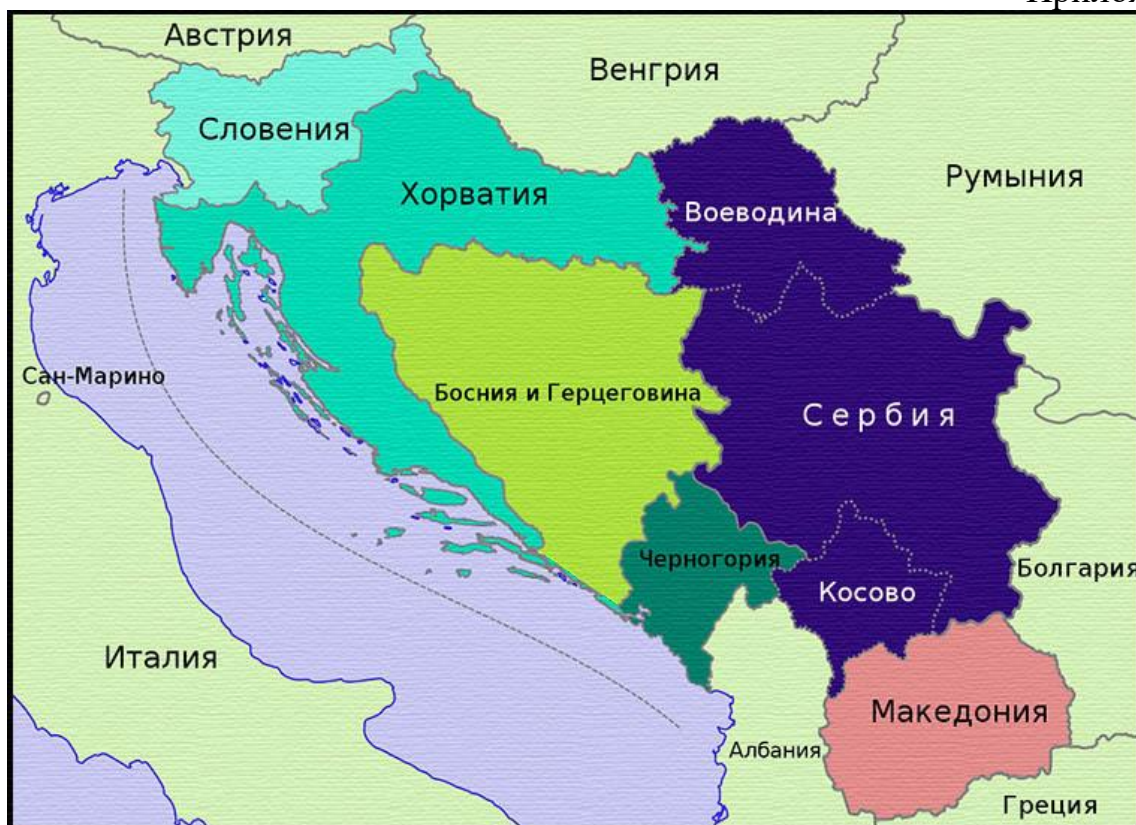 Австрия
Венгрия
Словения
Румыния
Хорватия
Воеводина
Сан-Марино
Босния и Герцеговина
Сербия
Черногория
Болгария
Косово
Италия
Македония
Албания
Греция